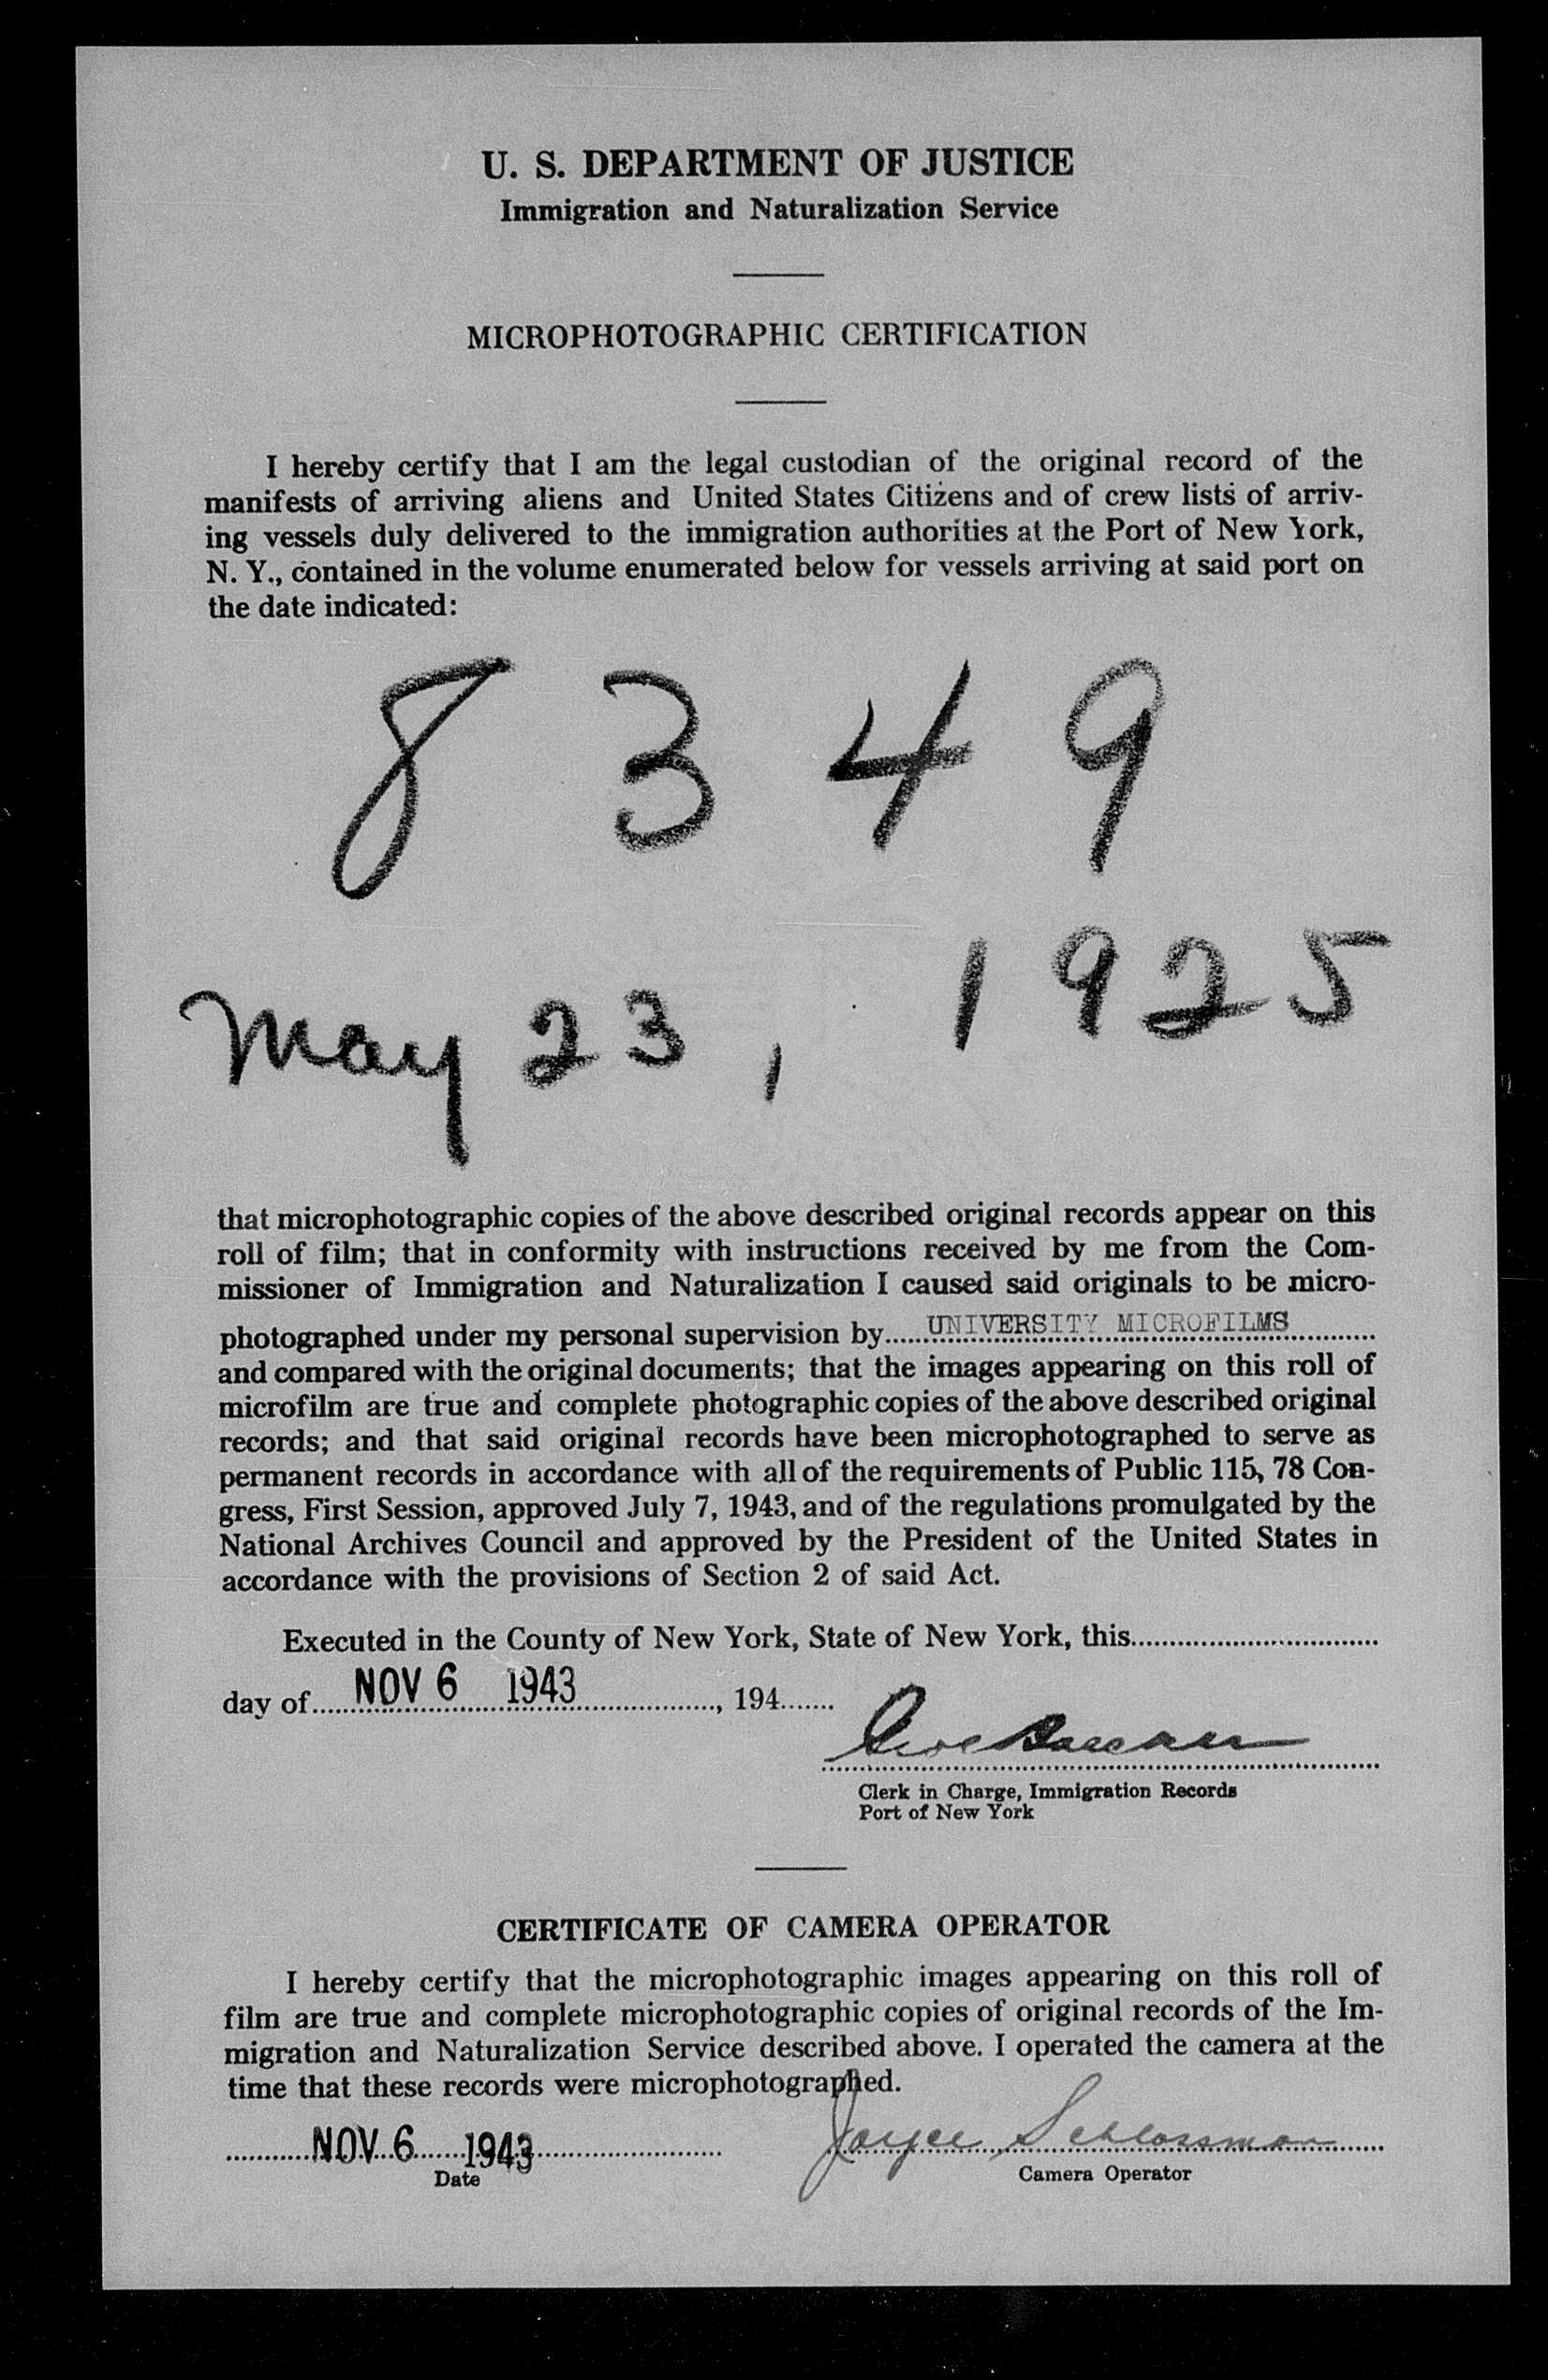 U. S. DEPARTMENT OF JUSTICE
Immigration and Naturalization Service
MICROPHOTOGRAPHIC CERTIFICATION
I hereby certify that I am the legal custodian of the original record of the
manifests of arriving aliens and United States Citizens and of crew lists of arriv-
ing vessels duly delivered to the immigration authorities at the Port of New York,
N. Y., contained in the volume enumerated below for vessels arriving at said port on
the date indicated:
8 3 4 9
May 23, 1925
that microphotographic copies of the above described original records appear on this
roll of film; that in conformity with instructions received by me from the Com-
missioner of Immigration and Naturalization I caused said originals to be micro-
photographed under my personal supervision by UNIVERSITY MICROFILMS
and compared with the original documents; that the images appearing on this roll of
microfilm are true and complete photographic copies of the above described original
records; and that said original records have been microphotographed to serve as
permanent records in accordance with all of the requirements of Public 115, 78 Con-
gress, First Session, approved July 7, 1943, and of the regulations promulgated by the
National Archives Council and approved by the President of the United States in
accordance with the provisions of Section 2 of said Act.
Executed in the County of New York, State of New York, this
day of NOV 6 1943, 194
Clerk in Charge, Immigration Records
Port of New York
CERTIFICATE OF CAMERA OPERATOR
I hereby certify that the microphotographic images appearing on this roll of
film are true and complete microphotographic copies of original records of the Im-
migration and Naturalization Service described above. I operated the camera at the
time that these records were microphotographed.
NOV 6 1943 Joyce Schlossman
Date Camera Operator